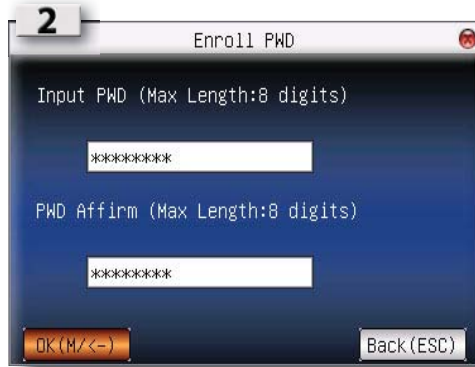 2
Enroll PWD
Input PWD (Max Length:8 digits)
********
PWD Affirm (Max Length:8 digits)
********
OK(M/<-)
Back(ESC)